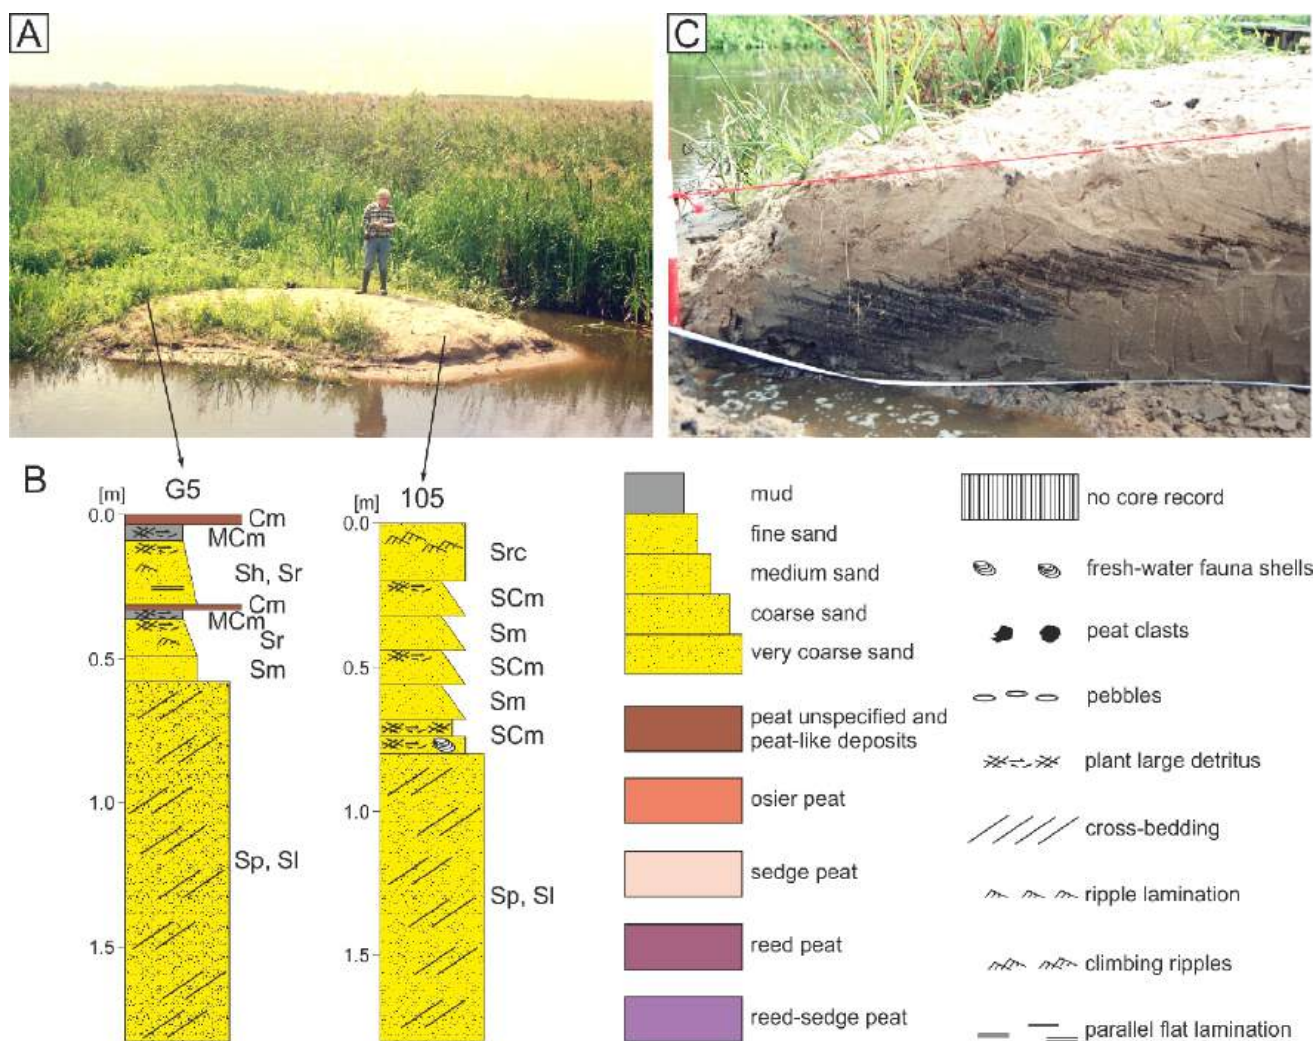 A
C
B
G5
[m]
0.0
0.5
1.0
1.5
Cm
MCm
Sh, Sr
Cm
MCm
Sr
Sm
Sp, Sl
105
[m]
0.0
0.5
1.0
1.5
Src
SCm
Sm
SCm
Sm
SCm
Sp, Sl
mud
fine sand
medium sand
coarse sand
very coarse sand
peat unspecified and
peat-like deposits
osier peat
sedge peat
reed peat
reed-sedge peat
no core record
fresh-water fauna shells
peat clasts
pebbles
plant large detritus
cross-bedding
ripple lamination
climbing ripples
parallel flat lamination